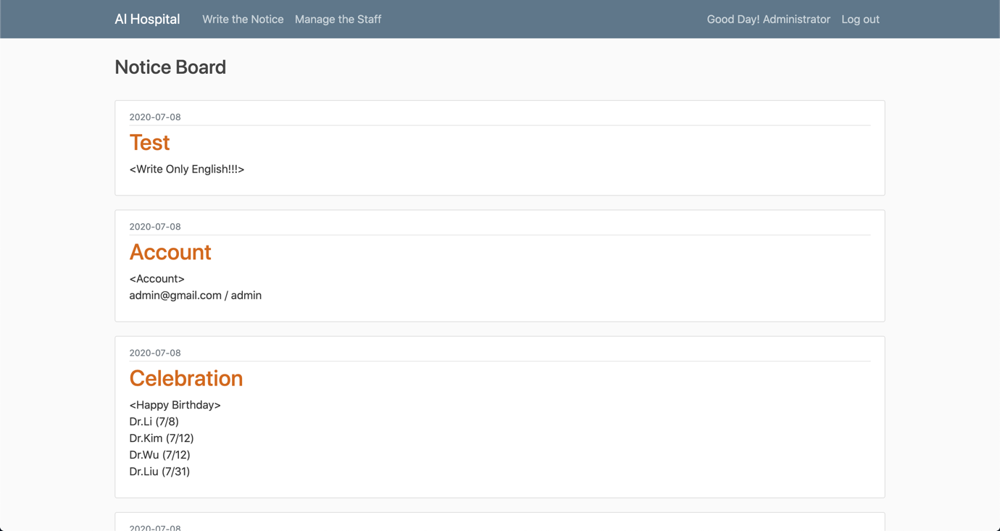 AI Hospital Write the Notice Manage the Staff Good Day! Administrator Log out
Notice Board
2020-07-08
Test
<Write Only English!!!>
2020-07-08
Account
<Account>
admin@gmail.com / admin
2020-07-08
Celebration
<Happy Birthday>
Dr.Li (7/8)
Dr.Kim (7/12)
Dr.Wu (7/12)
Dr.Liu (7/31)
2020-07-08